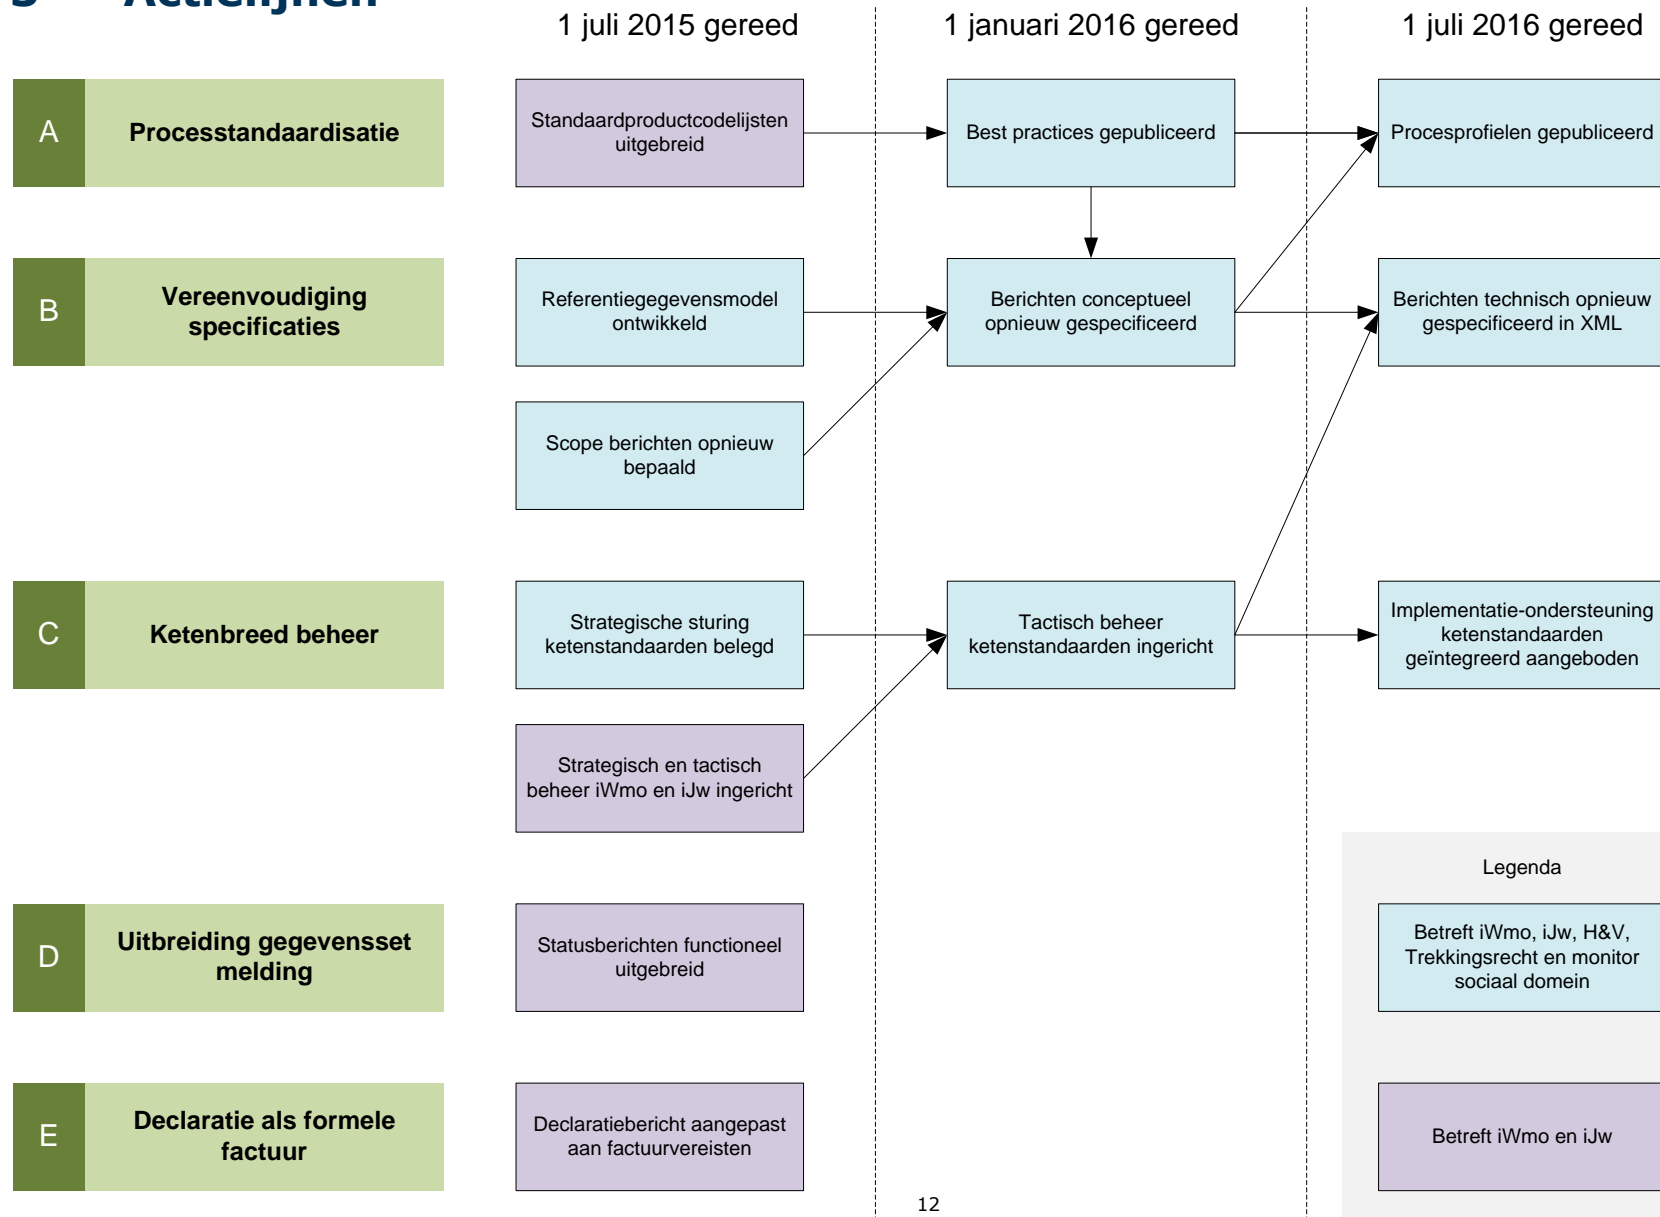 Actielijnen
1 juli 2015 gereed
1 januari 2016 gereed
1 juli 2016 gereed
A
Processtandaardisatie
Standaardproductcodelijsten
uitgebreid
Best practices gepubliceerd
Procesprofielen gepubliceerd
B
Vereenvoudiging
specificaties
Referentiegegevensmodel
ontwikkeld
Berichten conceptueel
opnieuw gespecificeerd
Berichten technisch opnieuw
gespecificeerd in XML
Scope berichten opnieuw
bepaald
C
Ketenbreed beheer
Strategische sturing
ketenstandaarden belegd
Tactisch beheer
ketenstandaarden ingericht
Implementatie-ondersteuning
ketenstandaarden
geïntegreerd aangeboden
Strategisch en tactisch
beheer iWmo en iJw ingericht
D
Uitbreiding gegevensset
melding
Statusberichten functioneel
uitgebreid
E
Declaratie als formele
factuur
Declaratiebericht aangepast
aan factuurvereisten
Legenda
Betreft iWmo, iJw, H&V,
Trekkingsrecht en monitor
sociaal domein
Betreft iWmo en iJw
12